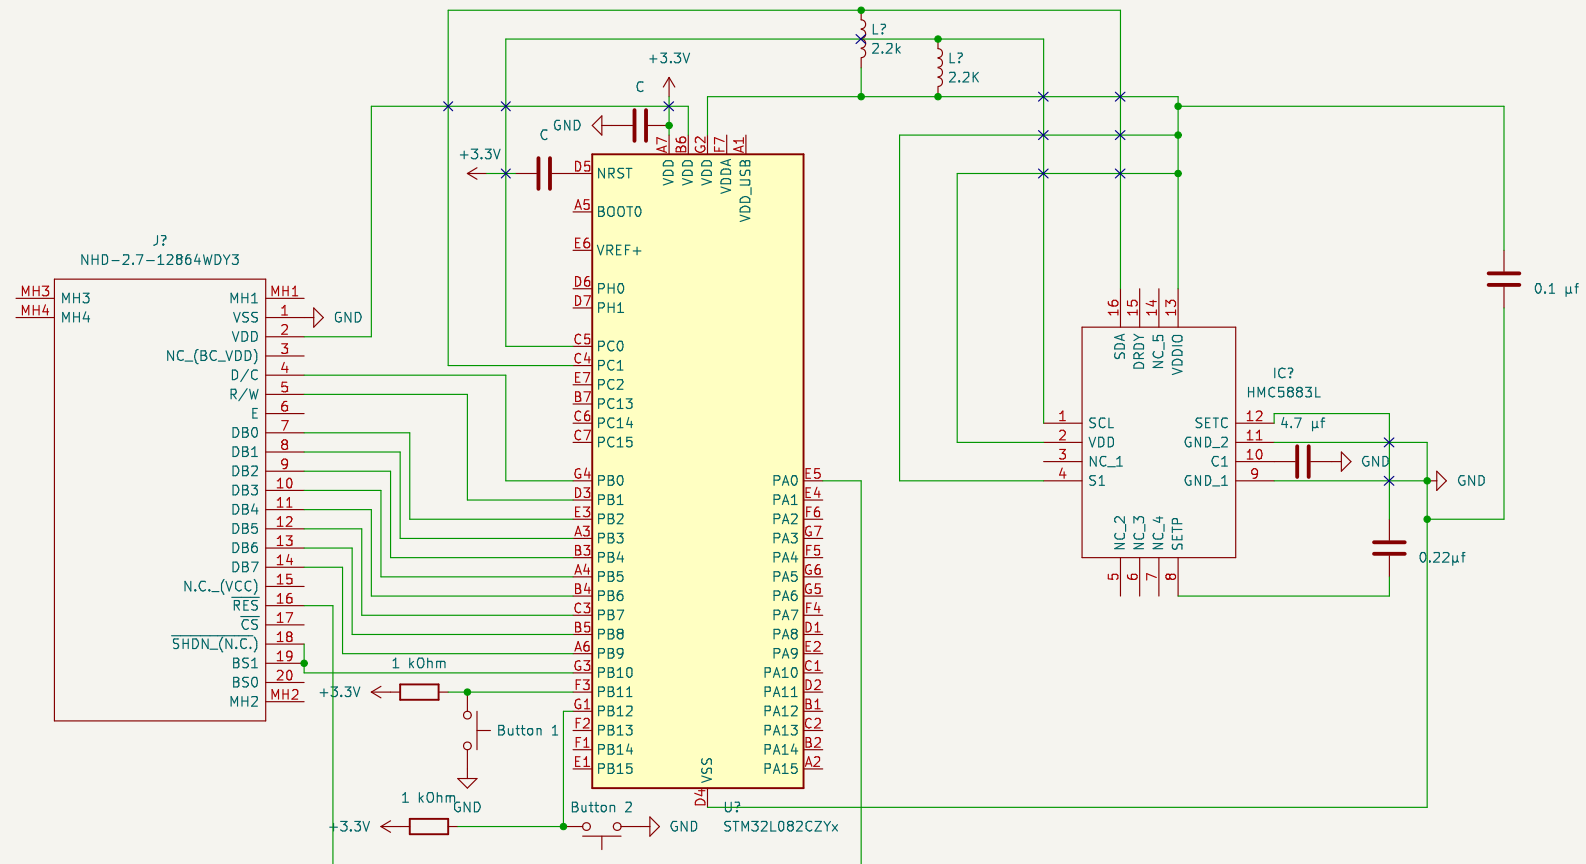 L?
2.2k
L?
2.2K
+3.3V
C
GND
C
+3.3V
A7
B6
G2
F7
A1
VDD
VDD
VDD
VDDA
VDD_USB
D5
NRST
A5
BOOT0
E6
VREF+
D6
PH0
D7
PH1
C5
PC0
C4
PC1
E7
PC2
B7
PC13
C6
PC14
C7
PC15
G4
PB0
D3
PB1
E3
PB2
A3
PB3
B3
PB4
A4
PB5
B4
PB6
C3
PB7
B5
PB8
A6
PB9
G3
PB10
F3
PB11
G1
PB12
F2
PB13
F1
PB14
E1
PB15
PA0
E5
PA1
E4
PA2
F6
PA3
G7
PA4
F5
PA5
G6
PA6
G5
PA7
F4
PA8
D1
PA9
E2
PA10
C1
PA11
D2
PA12
B1
PA13
C2
PA14
B2
PA15
A2
VSS
D4
U?
STM32L082CZYx
J?
NHD-2.7-12864WDY3
MH3
MH3
MH4
MH4
MH1
MH1
VSS
1
GND
VDD
2
NC_(BC_VDD)
3
D/C
4
R/W
5
E
6
DB0
7
DB1
8
DB2
9
DB3
10
DB4
11
DB5
12
DB6
13
DB7
14
N.C._(VCC)
15
RES
16
CS
17
SHDN_(N.C.)
18
BS1
19
BS0
20
MH2
MH2
1 kOhm
+3.3V
Button 1
GND
1 kOhm
+3.3V
Button 2
GND
16
15
14
13
SDA
DRDY
NC_5
VDDIO
IC?
HMC5883L
1
SCL
2
VDD
3
NC_1
4
S1
SETC
12
4.7 µf
GND_2
11
C1
10
GND
GND_1
9
GND
NC_2
NC_3
NC_4
SETP
5
6
7
8
0.1 µf
0.22µf